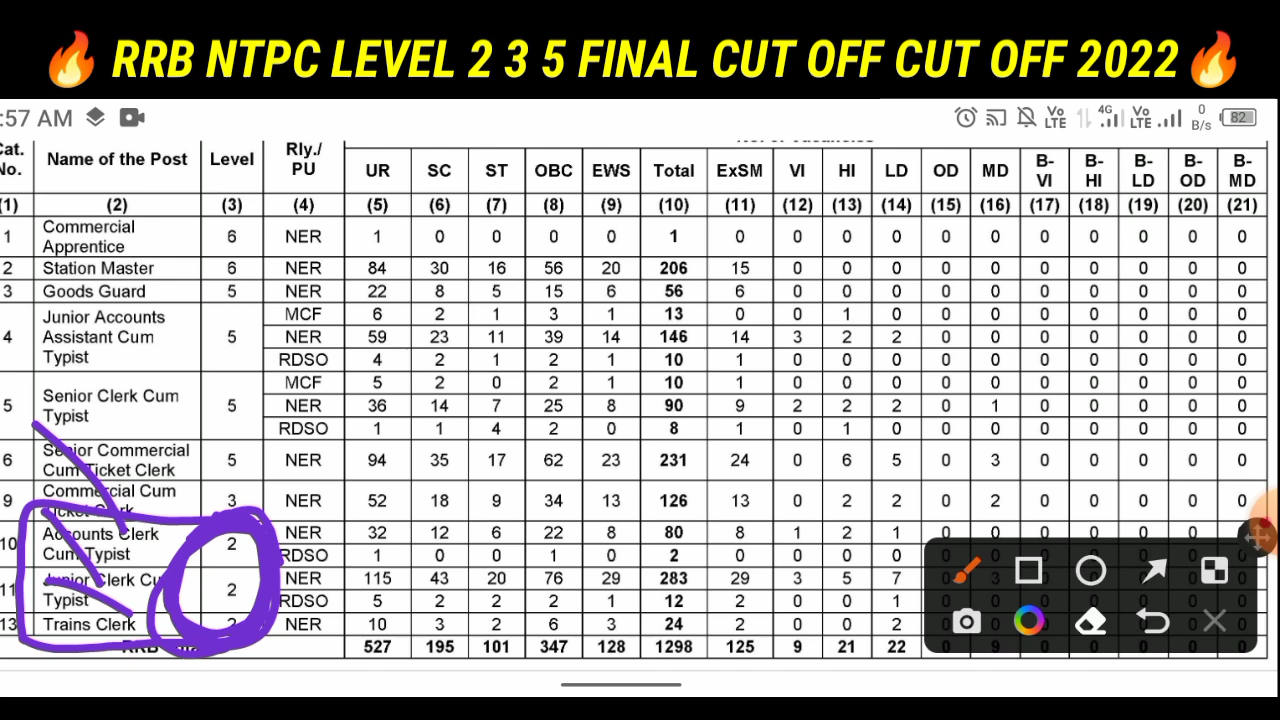 🔥 RRB NTPC LEVEL 2 3 5 FINAL CUT OFF CUT OFF 2022 🔥
:57 AM Vo LTE 4G Vo LTE 0 B/s 82
Cat. No. Name of the Post Level Rly./ PU UR SC ST OBC EWS Total ExSM VI HI LD OD MD B-VI B-HI B-LD B-OD B-MD
(1) (2) (3) (4) (5) (6) (7) (8) (9) (10) (11) (12) (13) (14) (15) (16) (17) (18) (19) (20) (21)
1 Commercial Apprentice 6 NER 1 0 0 0 0 1 0 0 0 0 0 0 0 0 0 0 0
2 Station Master 6 NER 84 30 16 56 20 206 15 0 0 0 0 0 0 0 0 0 0
3 Goods Guard 5 NER 22 8 5 15 6 56 6 0 0 0 0 0 0 0 0 0 0
4 Junior Accounts Assistant Cum Typist 5 MCF 6 2 1 3 1 13 0 0 1 0 0 0 0 0 0 0 0
NER 59 23 11 39 14 146 14 3 2 2 0 0 0 0 0 0 0
RDSO 4 2 1 2 1 10 1 0 0 0 0 0 0 0 0 0 0
5 Senior Clerk Cum Typist 5 MCF 5 2 0 2 1 10 1 0 0 0 0 0 0 0 0 0 0
NER 36 14 7 25 8 90 9 2 2 2 0 1 0 0 0 0 0
RDSO 1 1 4 2 0 8 1 0 1 0 0 0 0 0 0 0 0
6 Senior Commercial Cum Ticket Clerk 5 NER 94 35 17 62 23 231 24 0 6 5 0 3 0 0 0 0 0
9 Commercial Cum Ticket Clerk 3 NER 52 18 9 34 13 126 13 0 2 2 0 2 0 0 0 0 0
10 Accounts Clerk Cum Typist 2 NER 32 12 6 22 8 80 8 1 2 1 0 0 0 0 0 0 0
RDSO 1 0 0 1 0 2 0 0 0 0
11 Junior Clerk Cum Typist 2 NER 115 43 20 76 29 283 29 3 5 7 0 3 0 0 0 0 0
RDSO 5 2 2 2 1 12 2 0 0 1
13 Trains Clerk 2 NER 10 3 2 6 3 24 2 0 0 2
RRB 527 195 101 347 128 1298 125 9 21 22 0 9 0 0 0 0 0